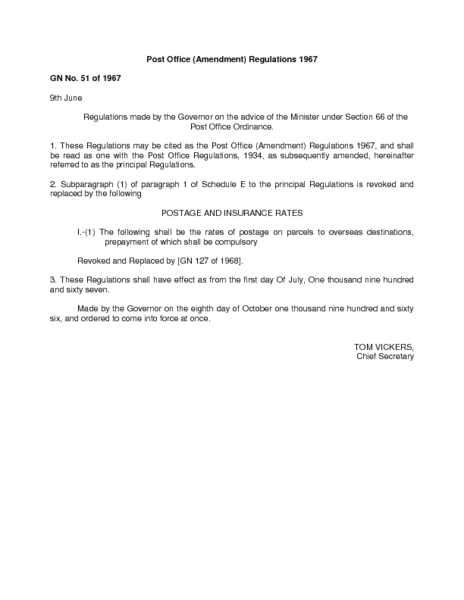 Post Office (Amendment) Regulations 1967
GN No. 51 of 1967
9th June
Regulations made by the Governor on the advice of the Minister under Section 66 of the
Post Office Ordinance.
1. These Regulations may be cited as the Post Office (Amendment) Regulations 1967, and shall
be read as one with the Post Office Regulations, 1934, as subsequently amended, hereinafter
referred to as the principal Regulations.
2. Subparagraph (1) of paragraph 1 of Schedule E to the principal Regulations is revoked and
replaced by the following
POSTAGE AND INSURANCE RATES
I.-(1) The following shall be the rates of postage on parcels to overseas destinations,
prepayment of which shall be compulsory
Revoked and Replaced by [GN 127 of 1968].
3. These Regulations shall have effect as from the first day Of July, One thousand nine hundred
and sixty seven.
Made by the Governor on the eighth day of October one thousand nine hundred and sixty
six, and ordered to come into force at once.
TOM VICKERS,
Chief Secretary